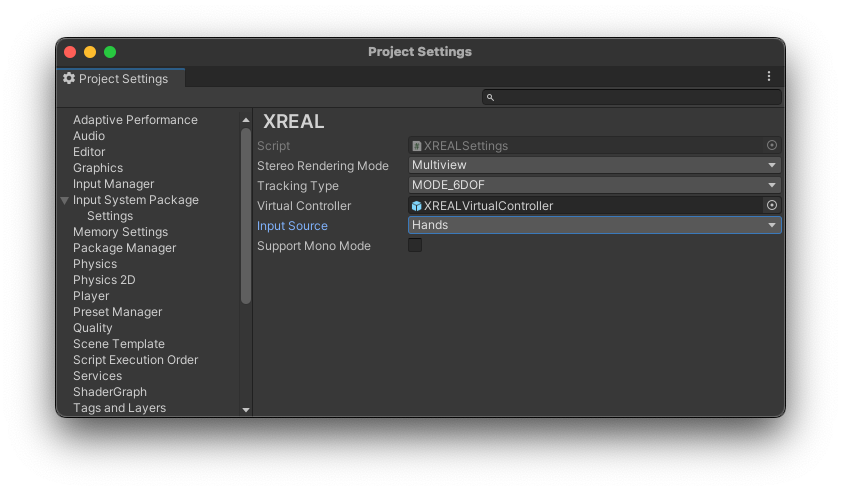 Project Settings
Project Settings
Adaptive Performance
Audio
Editor
Graphics
Input Manager
Input System Package
Settings
Memory Settings
Package Manager
Physics
Physics 2D
Player
Preset Manager
Quality
Scene Template
Script Execution Order
Services
ShaderGraph
Tags and Layers
XREAL
Script XREALSettings
Stereo Rendering Mode Multiview
Tracking Type MODE_6DOF
Virtual Controller XREALVirtualController
Input Source Hands
Support Mono Mode